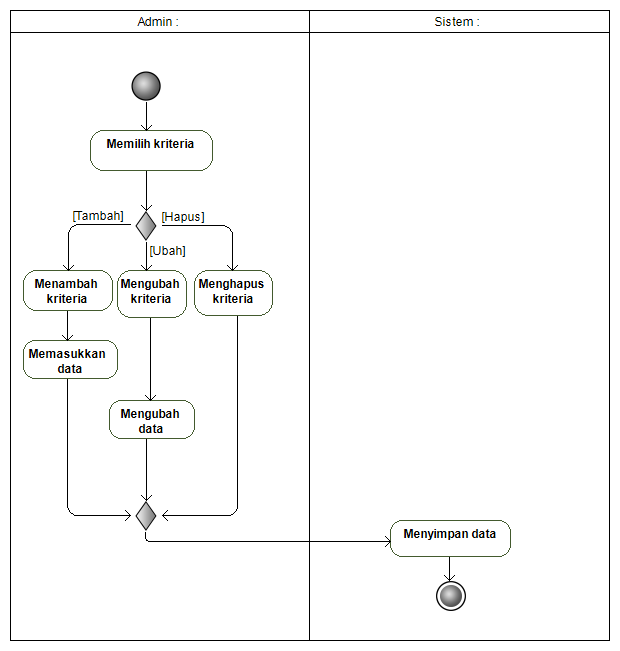 Admin :
Sistem :
Memilih kriteria
[Tambah]
[Hapus]
[Ubah]
Menambah
kriteria
Mengubah
kriteria
Menghapus
kriteria
Memasukkan
data
Mengubah
data
Menyimpan data